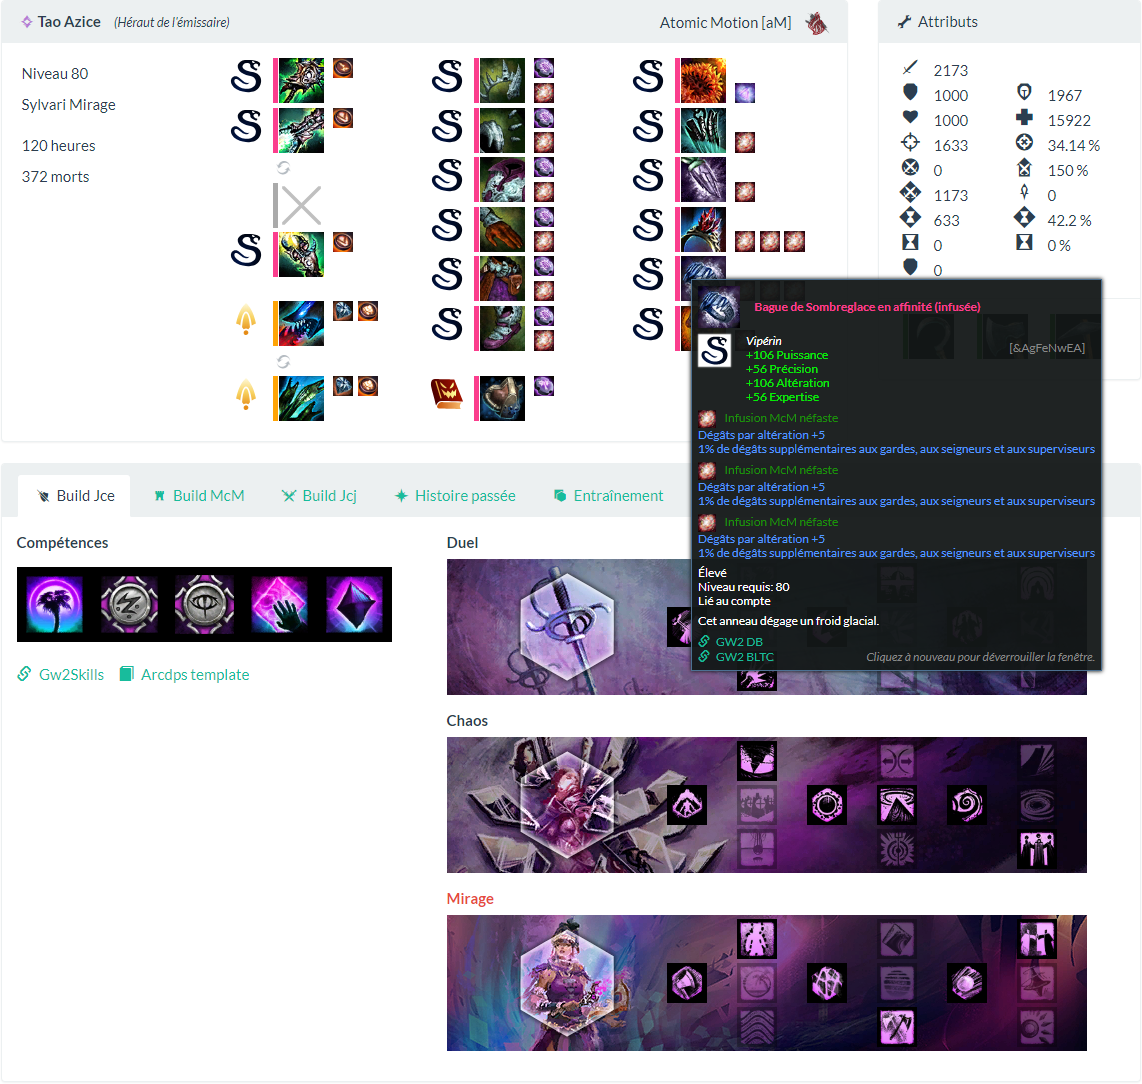 Tao Azice (Héraut de l'émissaire)
Atomic Motion [aM]
Niveau 80
Sylvari Mirage
120 heures
372 morts
Attributs
2173
1000 1967
1000 15922
1633 34.14 %
0 150 %
1173 0
633 42.2 %
0 0 %
0
[&AgFeNwEA]
Bague de Sombreglace en affinité (infusée)
Vipérin
+106 Puissance
+56 Précision
+106 Altération
+56 Expertise
Infusion McM néfaste
Dégâts par altération +5
1% de dégâts supplémentaires aux gardes, aux seigneurs et aux superviseurs
Infusion McM néfaste
Dégâts par altération +5
1% de dégâts supplémentaires aux gardes, aux seigneurs et aux superviseurs
Infusion McM néfaste
Dégâts par altération +5
1% de dégâts supplémentaires aux gardes, aux seigneurs et aux superviseurs
Élevé
Niveau requis: 80
Lié au compte
Cet anneau dégage un froid glacial.
GW2 DB
GW2 BLTC
Cliquez à nouveau pour déverrouiller la fenêtre.
Build Jce Build McM Build Jcj Histoire passée Entraînement
Compétences
Gw2Skills Arcdps template
Duel
Chaos
Mirage